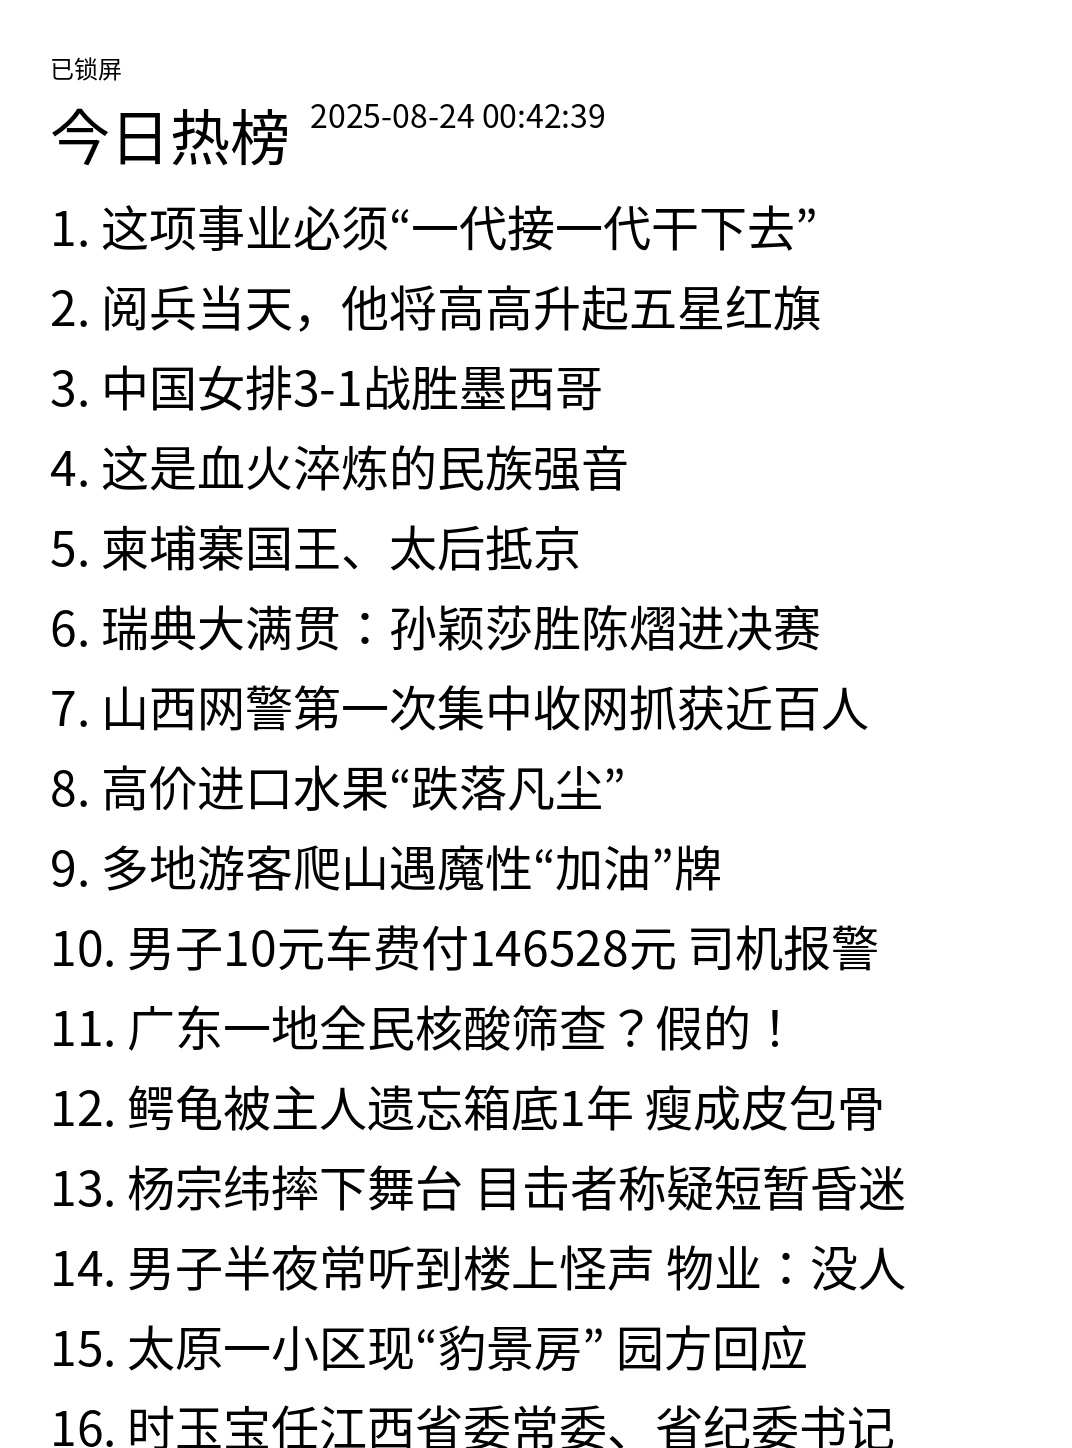 已锁屏
今日热榜 2025-08-24 00:42:39
1. 这项事业必须“一代接一代干下去”
2. 阅兵当天，他将高高升起五星红旗
3. 中国女排3-1战胜墨西哥
4. 这是血火淬炼的民族强音
5. 柬埔寨国王、太后抵京
6. 瑞典大满贯：孙颖莎胜陈熠进决赛
7. 山西网警第一次集中收网抓获近百人
8. 高价进口水果“跌落凡尘”
9. 多地游客爬山遇魔性“加油”牌
10. 男子10元车费付146528元 司机报警
11. 广东一地全民核酸筛查？假的！
12. 鳄龟被主人遗忘箱底1年 瘦成皮包骨
13. 杨宗纬摔下舞台 目击者称疑短暂昏迷
14. 男子半夜常听到楼上怪声 物业：没人
15. 太原一小区现“豹景房” 园方回应
16. 时玉宝任江西省委常委、省纪委书记